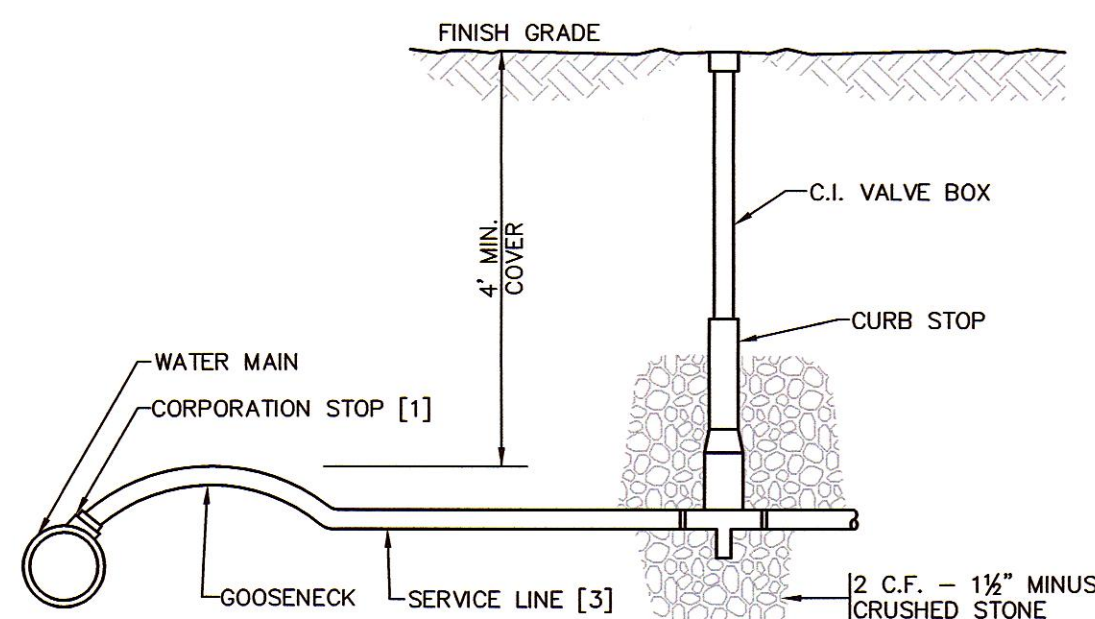 FINISH GRADE
4' MIN.
COVER
C.I. VALVE BOX
CURB STOP
WATER MAIN
CORPORATION STOP [1]
GOOSENECK
SERVICE LINE [3]
2 C.F. – 1½" MINUS
CRUSHED STONE